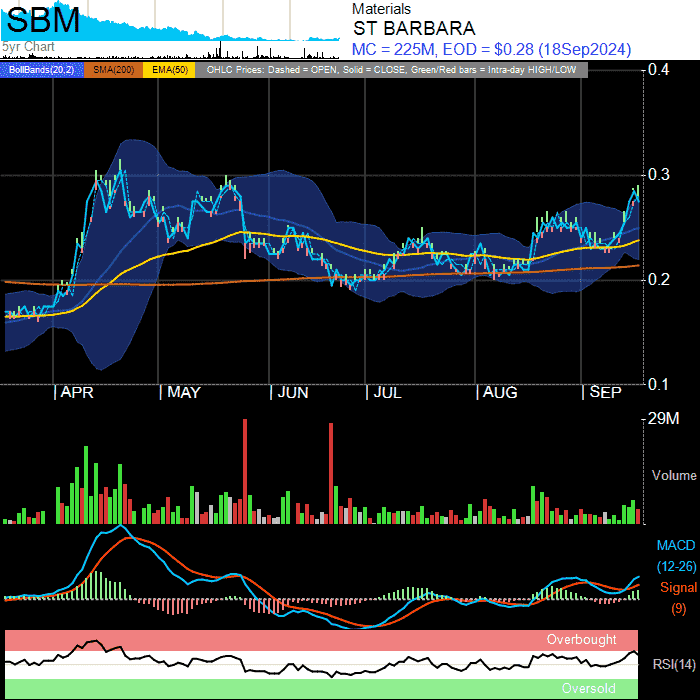 SBM
5yr Chart
Materials
ST BARBARA
MC = 225M, EOD = $0.28 (18Sep2024)
BollBands(20,2) SMA(200) EMA(50) OHLC Prices: Dashed = OPEN, Solid = CLOSE, Green/Red bars = Intra-day HIGH/LOW
0.4
0.3
0.2
0.1
APR MAY JUN JUL AUG SEP
29M
Volume
MACD
(12-26)
Signal
(9)
Overbought
RSI(14)
Oversold